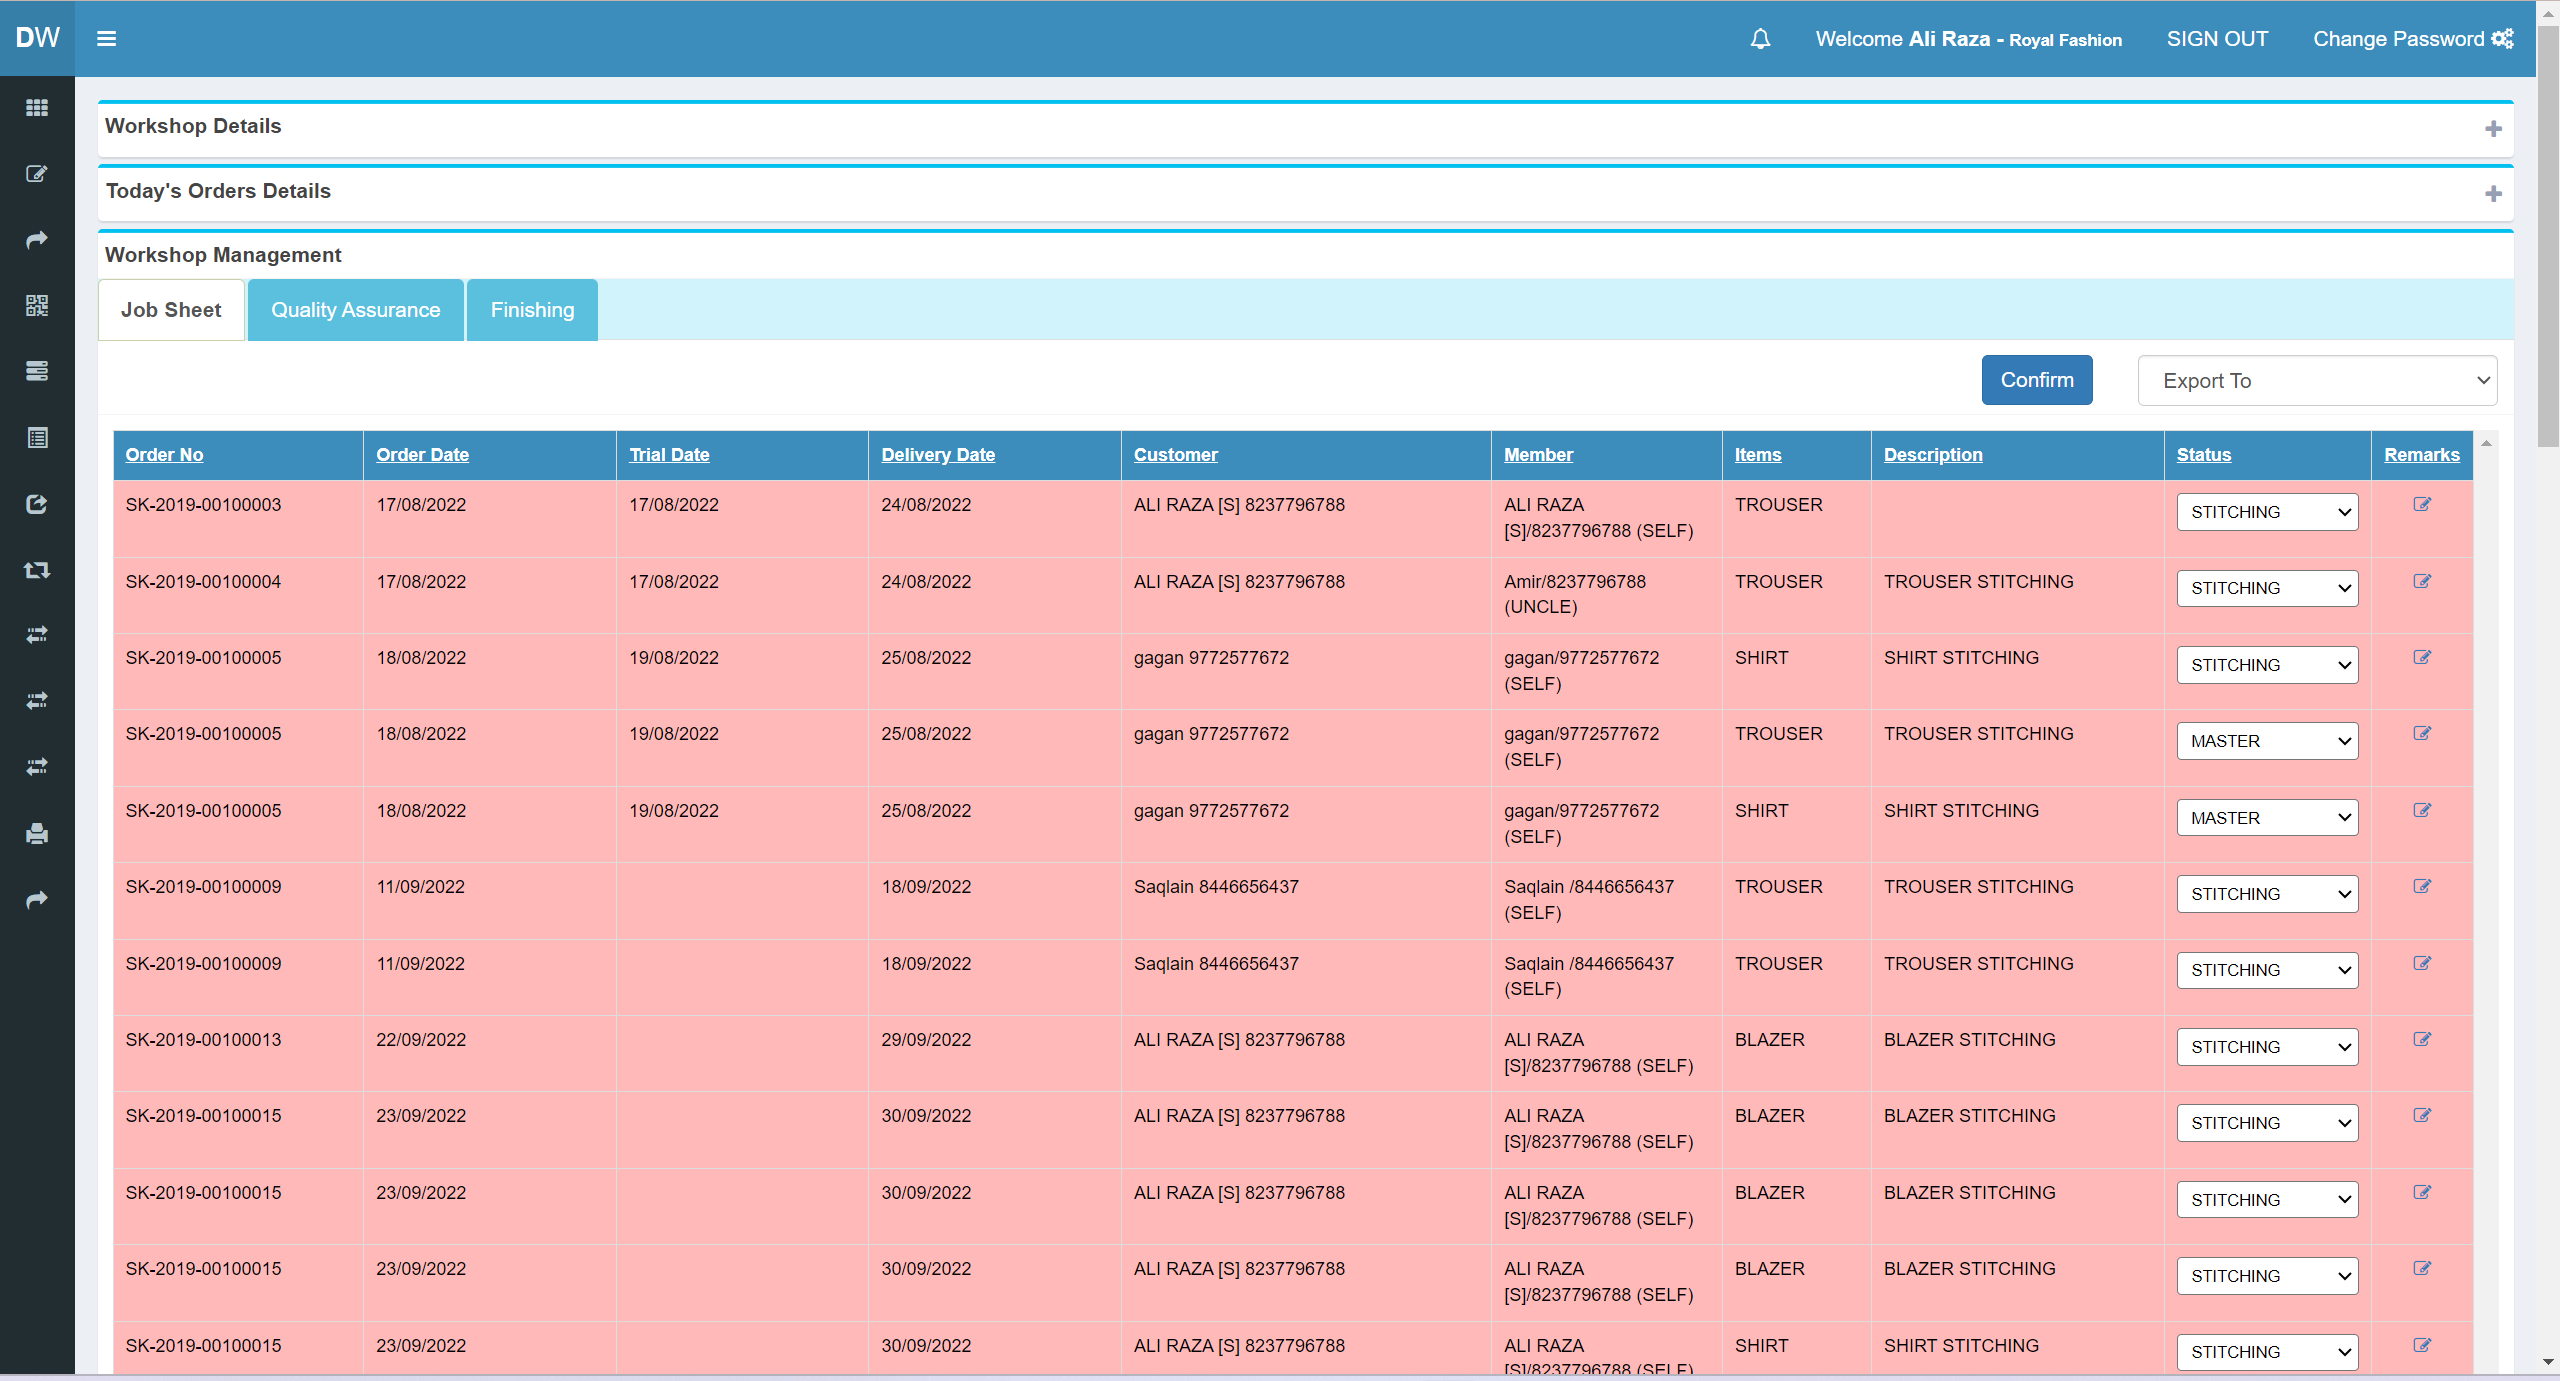 DW
Welcome Ali Raza - Royal Fashion SIGN OUT Change Password
Workshop Details
Today's Orders Details
Workshop Management
Job Sheet Quality Assurance Finishing
Confirm Export To
Order No Order Date Trial Date Delivery Date Customer Member Items Description Status Remarks
SK-2019-00100003 17/08/2022 17/08/2022 24/08/2022 ALI RAZA [S] 8237796788 ALI RAZA TROUSER STITCHING
[S]/8237796788 (SELF)
SK-2019-00100004 17/08/2022 17/08/2022 24/08/2022 ALI RAZA [S] 8237796788 Amir/8237796788 TROUSER TROUSER STITCHING STITCHING
(UNCLE)
SK-2019-00100005 18/08/2022 19/08/2022 25/08/2022 gagan 9772577672 gagan/9772577672 SHIRT SHIRT STITCHING STITCHING
(SELF)
SK-2019-00100005 18/08/2022 19/08/2022 25/08/2022 gagan 9772577672 gagan/9772577672 TROUSER TROUSER STITCHING MASTER
(SELF)
SK-2019-00100005 18/08/2022 19/08/2022 25/08/2022 gagan 9772577672 gagan/9772577672 SHIRT SHIRT STITCHING MASTER
(SELF)
SK-2019-00100009 11/09/2022 18/09/2022 Saqlain 8446656437 Saqlain /8446656437 TROUSER TROUSER STITCHING STITCHING
(SELF)
SK-2019-00100009 11/09/2022 18/09/2022 Saqlain 8446656437 Saqlain /8446656437 TROUSER TROUSER STITCHING STITCHING
(SELF)
SK-2019-00100013 22/09/2022 29/09/2022 ALI RAZA [S] 8237796788 ALI RAZA BLAZER BLAZER STITCHING STITCHING
[S]/8237796788 (SELF)
SK-2019-00100015 23/09/2022 30/09/2022 ALI RAZA [S] 8237796788 ALI RAZA BLAZER BLAZER STITCHING STITCHING
[S]/8237796788 (SELF)
SK-2019-00100015 23/09/2022 30/09/2022 ALI RAZA [S] 8237796788 ALI RAZA BLAZER BLAZER STITCHING STITCHING
[S]/8237796788 (SELF)
SK-2019-00100015 23/09/2022 30/09/2022 ALI RAZA [S] 8237796788 ALI RAZA BLAZER BLAZER STITCHING STITCHING
[S]/8237796788 (SELF)
SK-2019-00100015 23/09/2022 30/09/2022 ALI RAZA [S] 8237796788 ALI RAZA SHIRT SHIRT STITCHING STITCHING
[S]/8237796788 (SELF)